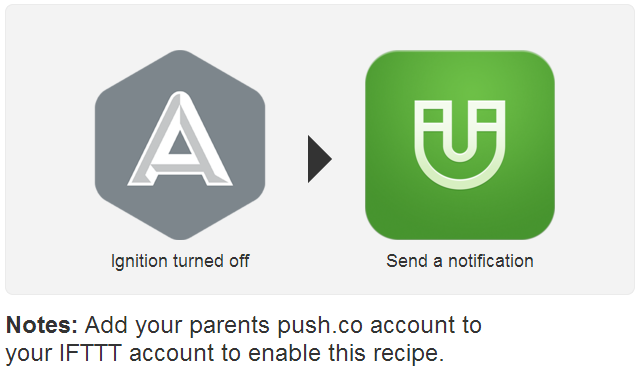 Ignition turned off
Send a notification
Notes: Add your parents push.co account to
your IFTTT account to enable this recipe.